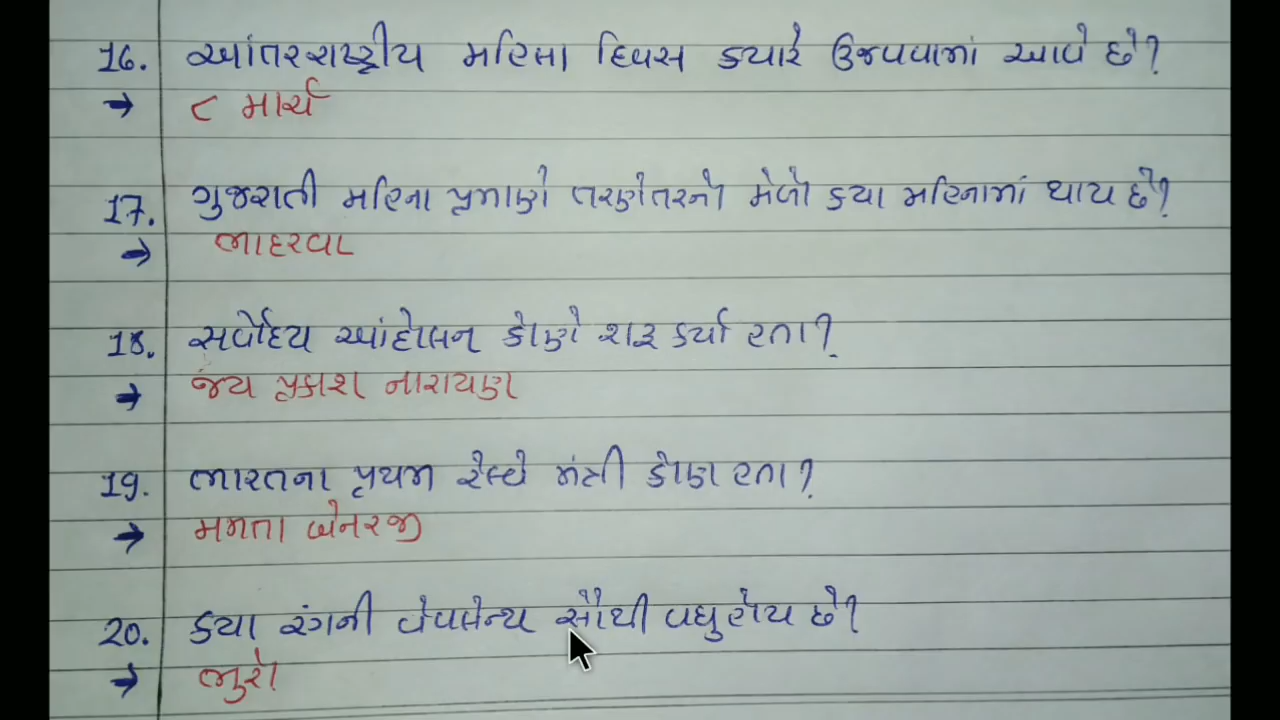 16. આંતરરાષ્ટ્રીય મહિલા દિવસ ક્યારે ઉજવવામાં આવે છે?
→ ૮ માર્ચ
17. ગુજરાતી મહિના પ્રમાણે તરણેતરનો મેળો કયા મહિનામાં થાય છે?
→ ભાદરવા
18. સર્વોદય આંદોલન કોણે શરૂ કર્યા હતા?
→ જય પ્રકાશ નારાયણ
19. ભારતના પ્રથમ રેલ્વે મંત્રી કોણ હતા?
→ મમતા બેનરજી
20. કયા રંગની વેવલેન્થ સૌથી વધુ હોય છે?
→ ભુરો